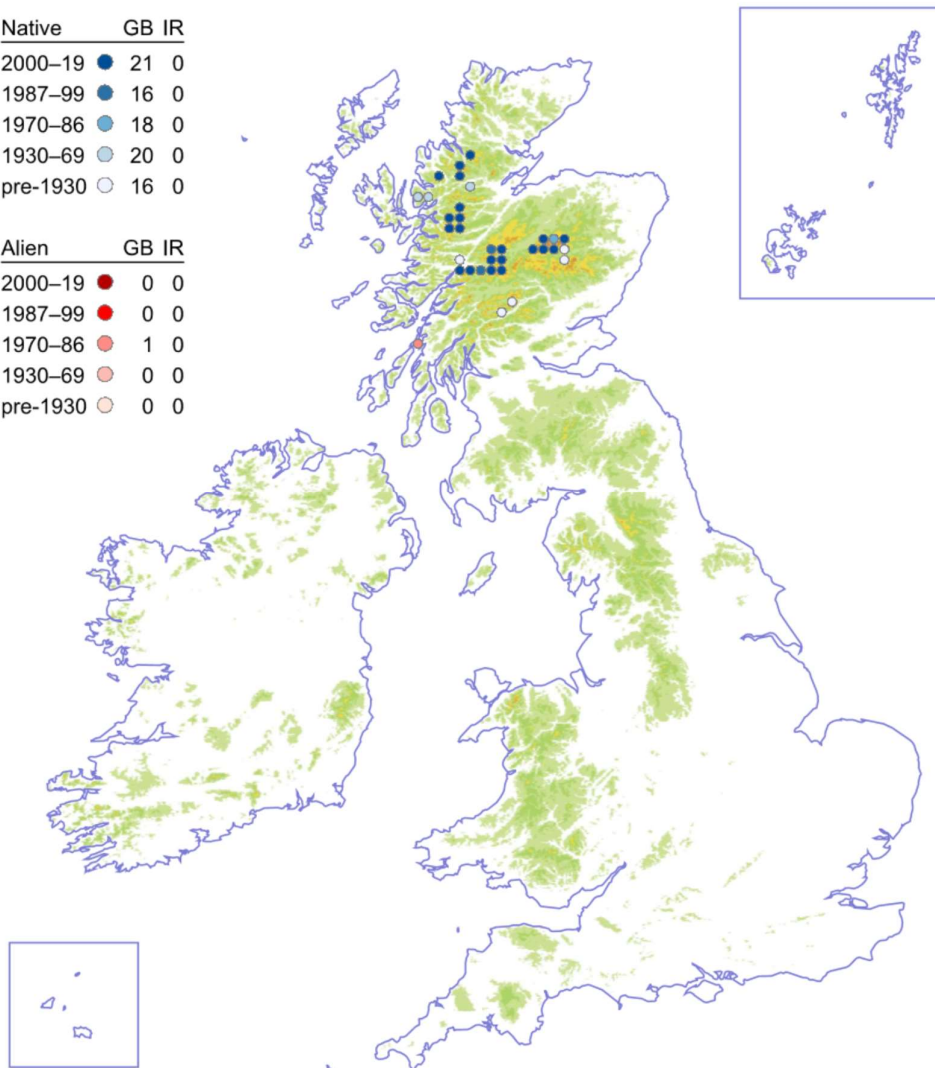 Native GB IR
2000–19 21 0
1987–99 16 0
1970–86 18 0
1930–69 20 0
pre-1930 16 0
Alien GB IR
2000–19 0 0
1987–99 0 0
1970–86 1 0
1930–69 0 0
pre-1930 0 0